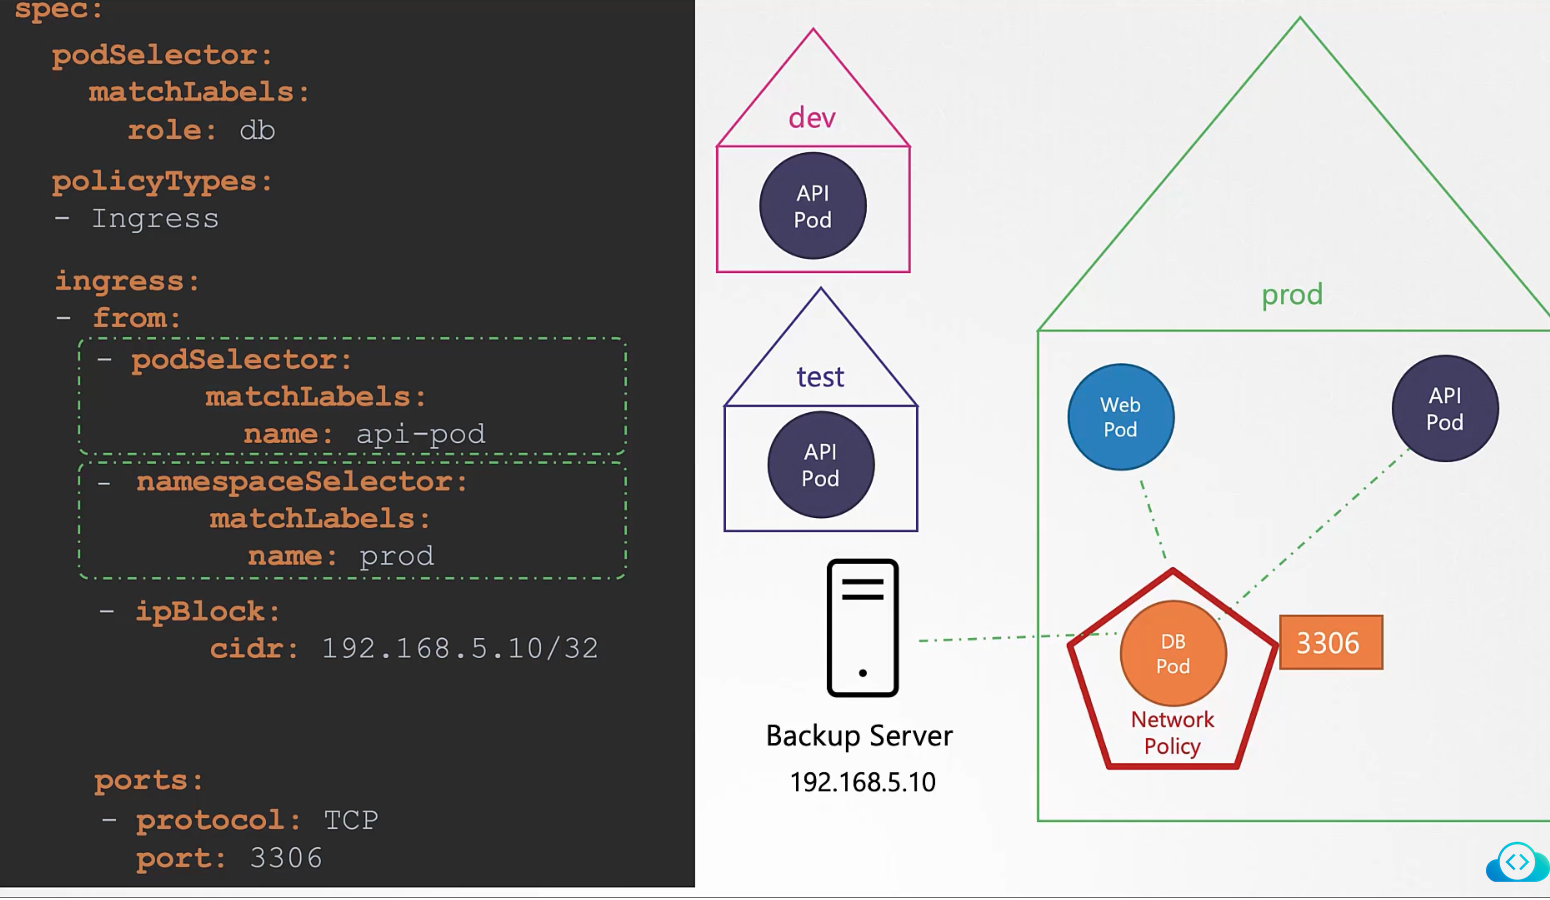 spec:
podSelector:
matchLabels:
role: db
policyTypes:
- Ingress
ingress:
- from:
- podSelector:
matchLabels:
name: api-pod
- namespaceSelector:
matchLabels:
name: prod
- ipBlock:
cidr: 192.168.5.10/32
ports:
- protocol: TCP
port: 3306
dev
API
Pod
test
API
Pod
Backup Server
192.168.5.10
prod
Web
Pod
API
Pod
DB
Pod
Network
Policy
3306